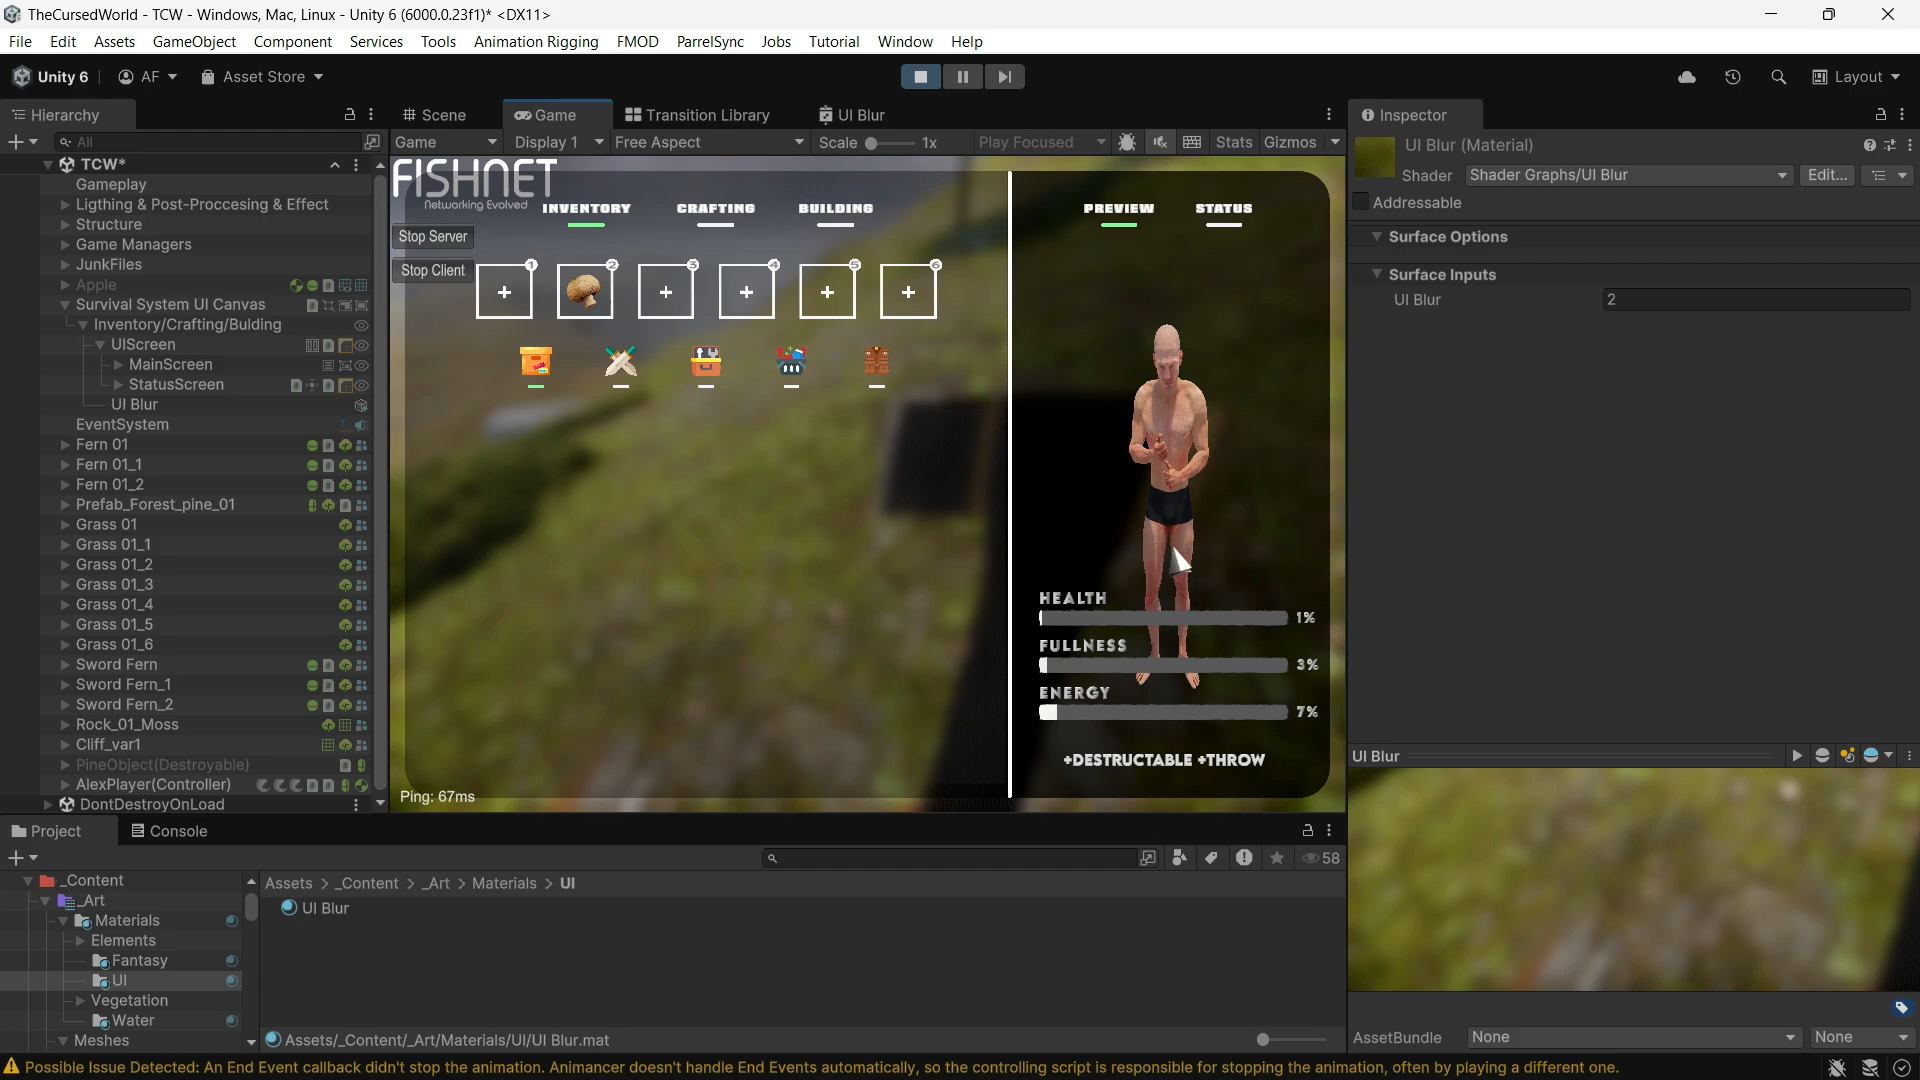 TheCursedWorld - TCW - Windows, Mac, Linux - Unity 6 (6000.0.23f1)* <DX11>
File Edit Assets GameObject Component Services Tools Animation Rigging FMOD ParrelSync Jobs Tutorial Window Help
Unity 6 AF Asset Store Layout
Hierarchy
All
TCW*
Gameplay
Ligthing & Post-Proccesing & Effect
Structure
Game Managers
JunkFiles
Apple
Survival System UI Canvas
Inventory/Crafting/Bulding
UIScreen
MainScreen
StatusScreen
UI Blur
EventSystem
Fern 01
Fern 01_1
Fern 01_2
Prefab_Forest_pine_01
Grass 01
Grass 01_1
Grass 01_2
Grass 01_3
Grass 01_4
Grass 01_5
Grass 01_6
Sword Fern
Sword Fern_1
Sword Fern_2
Rock_01_Moss
Cliff_var1
PineObject(Destroyable)
AlexPlayer(Controller)
DontDestroyOnLoad
Scene Game Transition Library UI Blur
Game Display 1 Free Aspect Scale 1x Play Focused Stats Gizmos
FISHNET
Networking Evolved
Stop Server
Stop Client
INVENTORY CRAFTING BUILDING
PREVIEW STATUS
1 2 3 4 5 6
+ + + + +
HEALTH
1%
FULLNESS
3%
ENERGY
7%
+DESTRUCTABLE +THROW
Ping: 67ms
Inspector
UI Blur (Material)
Shader Shader Graphs/UI Blur Edit...
Addressable
Surface Options
Surface Inputs
UI Blur 2
UI Blur
AssetBundle None None
Project Console
58
_Content
_Art
Materials
Elements
Fantasy
UI
Vegetation
Water
Meshes
Assets > _Content > _Art > Materials > UI
UI Blur
Assets/_Content/_Art/Materials/UI/UI Blur.mat
Possible Issue Detected: An End Event callback didn't stop the animation. Animancer doesn't handle End Events automatically, so the controlling script is responsible for stopping the animation, often by playing a different one.